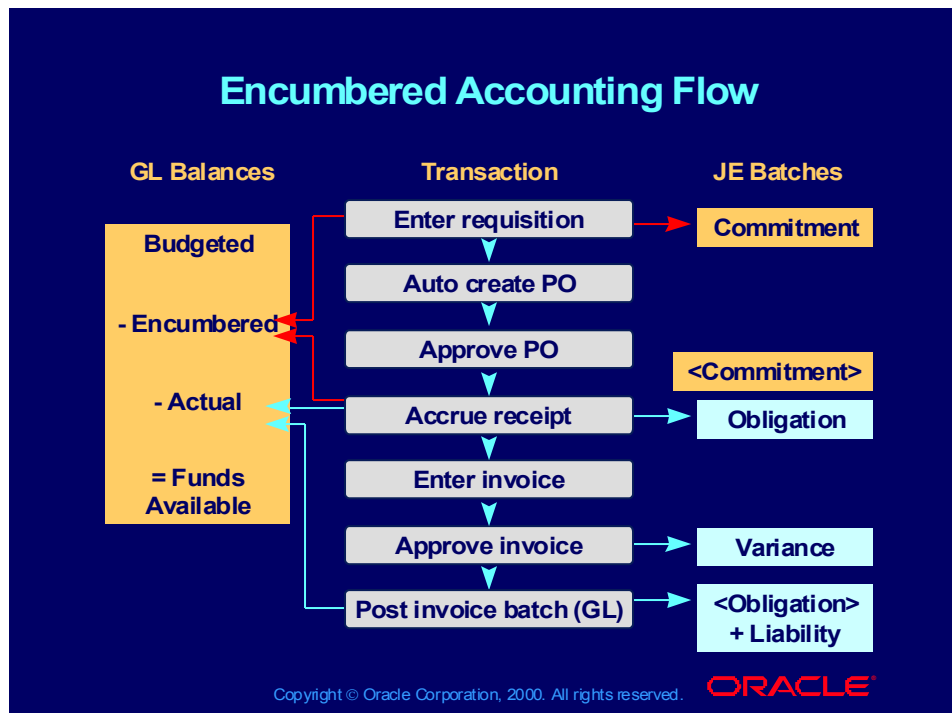 Encumbered Accounting Flow
GL Balances
Budgeted
- Encumbered
- Actual
= Funds
Available
Transaction
Enter requisition
Auto create PO
Approve PO
Accrue receipt
Enter invoice
Approve invoice
Post invoice batch (GL)
JE Batches
Commitment
<Commitment>
Obligation
Variance
<Obligation>
+ Liability
Copyright © Oracle Corporation, 2000. All rights reserved.
ORACLE®